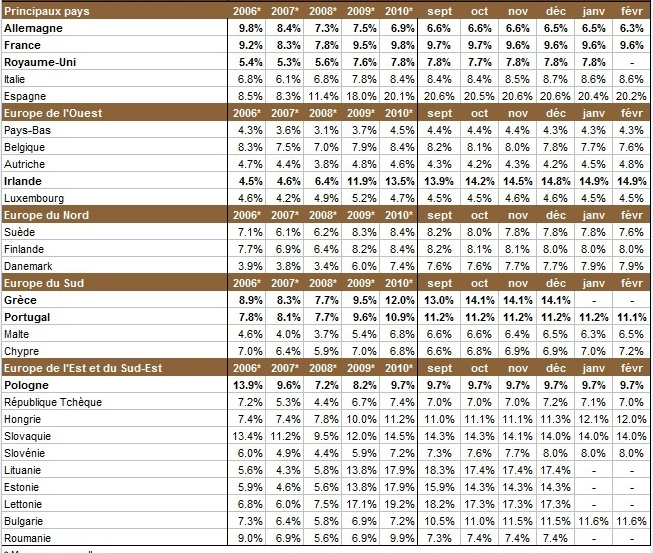 Principaux pays 2006* 2007* 2008* 2009* 2010* sept oct nov déc janv févr
Allemagne 9.8% 8.4% 7.3% 7.5% 6.9% 6.6% 6.6% 6.6% 6.5% 6.5% 6.3%
France 9.2% 8.3% 7.8% 9.5% 9.8% 9.7% 9.7% 9.6% 9.6% 9.6% 9.6%
Royaume-Uni 5.4% 5.3% 5.6% 7.6% 7.8% 7.8% 7.7% 7.8% 7.8% 7.8% -
Italie 6.8% 6.1% 6.8% 7.8% 8.4% 8.4% 8.4% 8.5% 8.7% 8.6% 8.6%
Espagne 8.5% 8.3% 11.4% 18.0% 20.1% 20.6% 20.5% 20.6% 20.6% 20.4% 20.2%
Europe de l'Ouest 2006* 2007* 2008* 2009* 2010* sept oct nov déc janv févr
Pays-Bas 4.3% 3.6% 3.1% 3.7% 4.5% 4.4% 4.4% 4.4% 4.3% 4.3% 4.3%
Belgique 8.3% 7.5% 7.0% 7.9% 8.4% 8.2% 8.1% 8.0% 7.8% 7.7% 7.6%
Autriche 4.7% 4.4% 3.8% 4.8% 4.6% 4.3% 4.2% 4.3% 4.2% 4.5% 4.8%
Irlande 4.5% 4.6% 6.4% 11.9% 13.5% 13.9% 14.2% 14.5% 14.8% 14.9% 14.9%
Luxembourg 4.6% 4.2% 4.9% 5.2% 4.7% 4.5% 4.5% 4.6% 4.6% 4.5% 4.5%
Europe du Nord 2006* 2007* 2008* 2009* 2010* sept oct nov déc janv févr
Suède 7.1% 6.1% 6.2% 8.3% 8.4% 8.2% 8.0% 7.8% 7.8% 7.8% 7.6%
Finlande 7.7% 6.9% 6.4% 8.2% 8.4% 8.2% 8.1% 8.1% 8.0% 8.0% 8.0%
Danemark 3.9% 3.8% 3.4% 6.0% 7.4% 7.6% 7.6% 7.7% 7.7% 7.9% 7.9%
Europe du Sud 2006* 2007* 2008* 2009* 2010* sept oct nov déc janv févr
Grèce 8.9% 8.3% 7.7% 9.5% 12.0% 13.0% 14.1% 14.1% 14.1% - -
Portugal 7.8% 8.1% 7.7% 9.6% 10.9% 11.2% 11.2% 11.2% 11.2% 11.2% 11.1%
Malte 4.6% 4.0% 3.7% 5.4% 6.8% 6.6% 6.6% 6.4% 6.5% 6.3% 6.5%
Chypre 7.0% 6.4% 5.9% 7.0% 6.8% 6.6% 6.8% 6.9% 6.9% 7.0% 7.2%
Europe de l'Est et du Sud-Est 2006* 2007* 2008* 2009* 2010* sept oct nov déc janv févr
Pologne 13.9% 9.6% 7.2% 8.2% 9.7% 9.7% 9.7% 9.7% 9.7% 9.7% 9.7%
République Tchèque 7.2% 5.3% 4.4% 6.7% 7.4% 7.0% 7.0% 7.0% 7.2% 7.1% 7.0%
Hongrie 7.4% 7.4% 7.8% 10.0% 11.2% 11.0% 11.1% 11.1% 11.3% 12.1% 12.0%
Slovaquie 13.4% 11.2% 9.5% 12.0% 14.5% 14.3% 14.3% 14.1% 14.0% 14.0% 14.0%
Slovénie 6.0% 4.9% 4.4% 5.9% 7.2% 7.3% 7.6% 7.7% 8.0% 8.0% 8.0%
Lituanie 5.6% 4.3% 5.8% 13.8% 17.9% 18.3% 17.4% 17.4% 17.4% - -
Estonie 5.9% 4.6% 5.6% 13.8% 17.9% 15.9% 14.3% 14.3% 14.3% - -
Lettonie 6.8% 6.0% 7.5% 17.1% 19.2% 18.2% 17.3% 17.3% 17.3% - -
Bulgarie 7.3% 6.4% 5.8% 6.9% 7.2% 10.5% 11.0% 11.5% 11.5% 11.6% 11.6%
Roumanie 9.0% 6.9% 5.6% 6.9% 9.9% 7.3% 7.4% 7.4% 7.4% - -